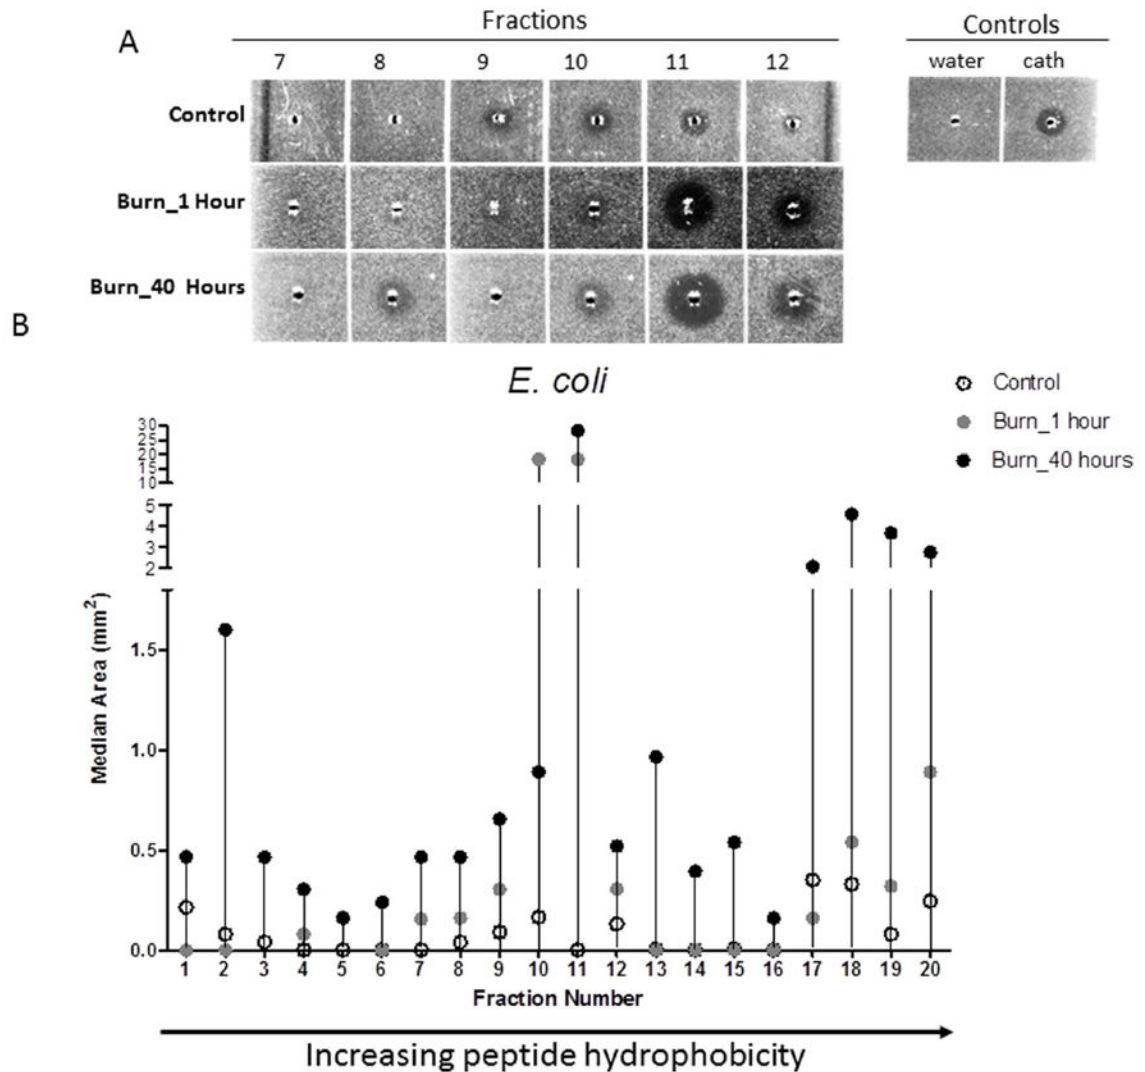 A
Fractions
Controls
7 8 9 10 11 12
water cath
Control
Burn_1 Hour
Burn_40 Hours
B
E. coli
Control
Burn_1 hour
Burn_40 hours
30
25
20
15
10
5
4
3
2
1.5
1.0
0.5
0.0
Median Area (mm²)
1 2 3 4 5 6 7 8 9 10 11 12 13 14 15 16 17 18 19 20
Fraction Number
Increasing peptide hydrophobicity